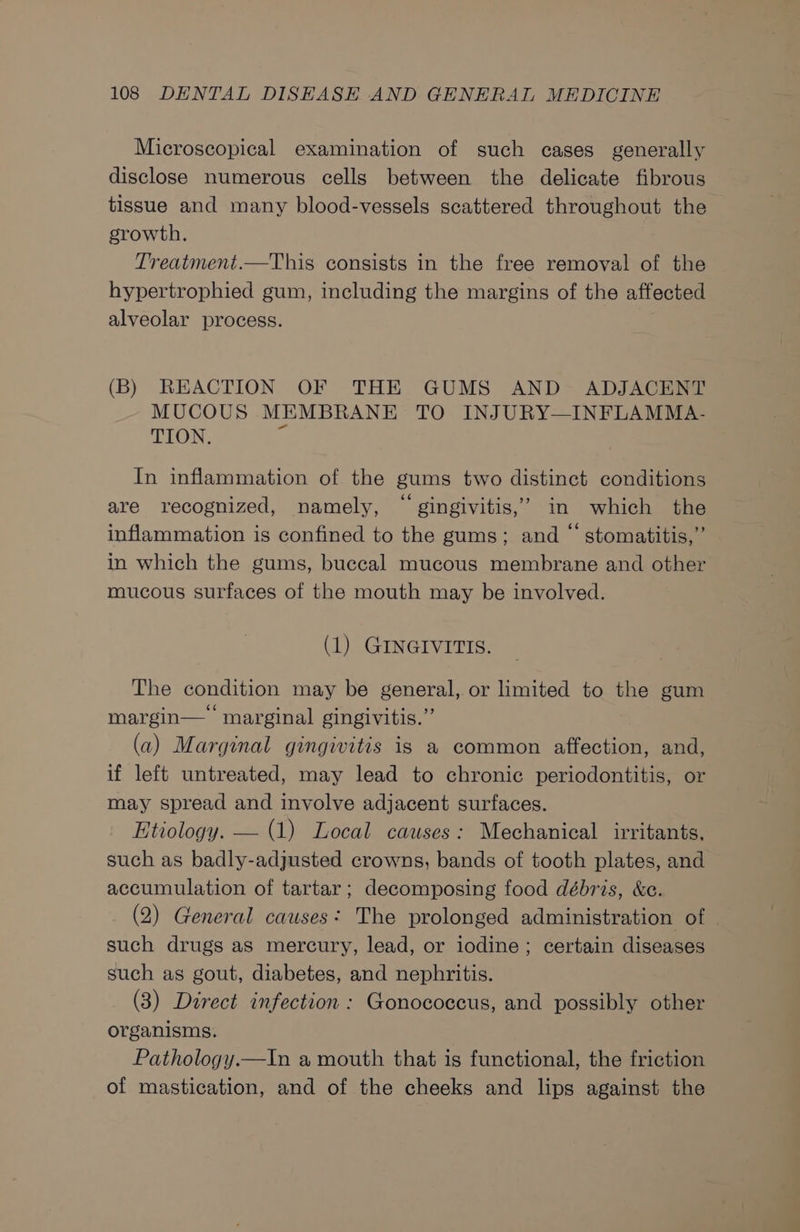 108 DENTAL DISEASE AND GENERAL MEDICINE
Microscopical examination of such cases generally
disclose numerous cells between the delicate fibrous
tissue and many blood-vessels scattered throughout the
growth.
Treatment.—This consists in the free removal of the
hypertrophied gum, including the margins of the affected
alveolar process.
(B) REACTION OF THE GUMS AND ADJACENT
MUCOUS MEMBRANE TO INJURY—INFLAMMA-
TION.
In inflammation of the gums two distinct conditions
are recognized, namely, “gingivitis,” in which the
inflammation is confined to the gums; and “stomatitis,”
in which the gums, buccal mucous membrane and other
mucous surfaces of the mouth may be involved.
(1) GINGIVITIS.
The condition may be general, or limited to the gum
margin—“marginal gingivitis.”
(a) Marginal gingivitis is a common affection, and,
if left untreated, may lead to chronic periodontitis, or
may spread and involve adjacent surfaces.
Etiology. — (1) Local causes: Mechanical irritants,
such as badly-adjusted crowns, bands of tooth plates, and
accumulation of tartar; decomposing food débris, &c.
(2) General causes: The prolonged administration of
such drugs as mercury, lead, or iodine; certain diseases
such as gout, diabetes, and nephritis.
(3) Direct infection: Gonococcus, and possibly other
organisms.
Pathology.—In a mouth that is functional, the friction
of mastication, and of the cheeks and lips against the